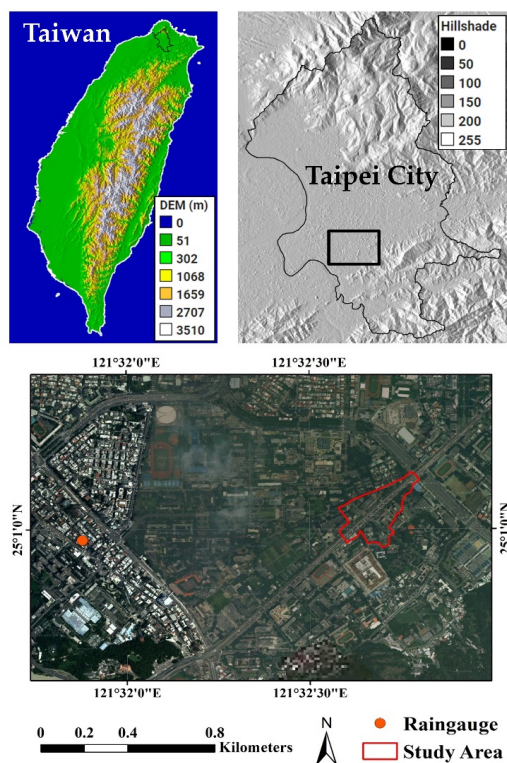 Taiwan
DEM (m)
0
51
302
1068
1659
2707
3510
Hillshade
0
50
100
150
200
255
Taipei City
121°32'0"E
121°32'30"E
25°1'0"N
25°1'0"N
121°32'0"E
121°32'30"E
0 0.2 0.4 0.8
Kilometers
N
Raingauge
Study Area